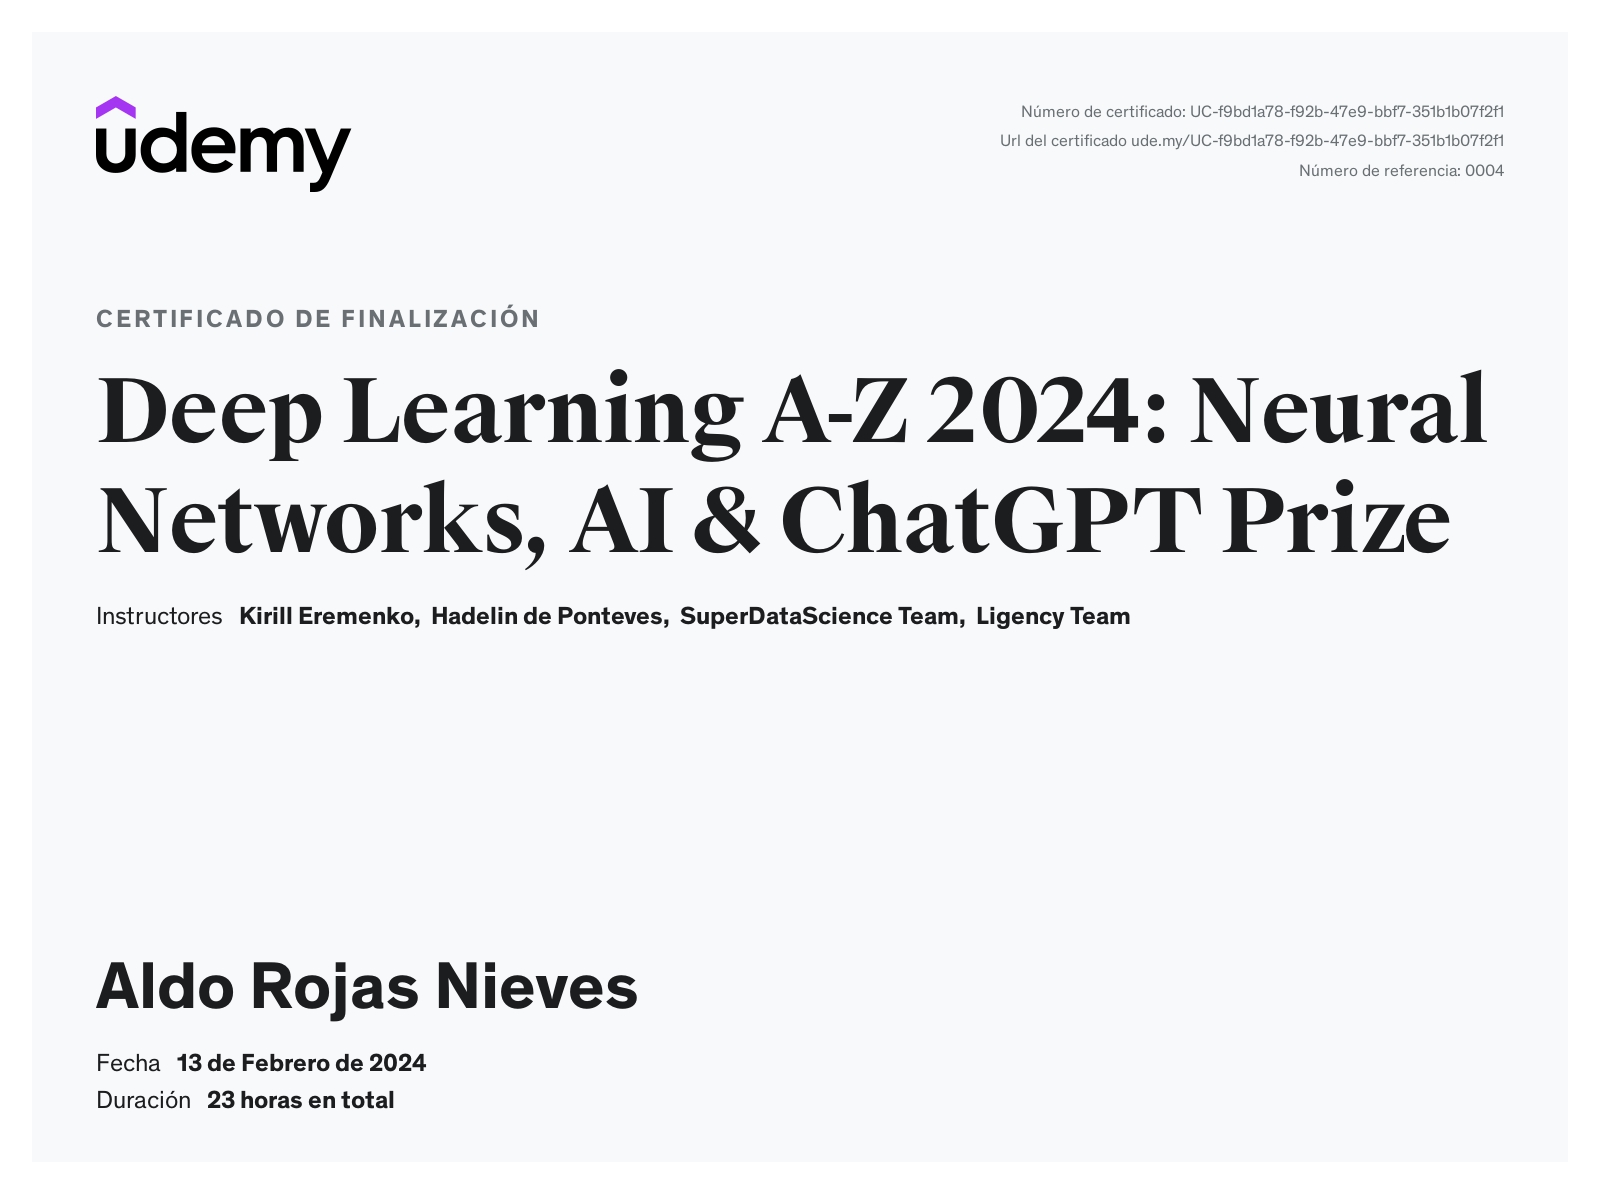 udemy
Número de certificado: UC-f9bd1a78-f92b-47e9-bbf7-351b1b07f2f1
Url del certificado ude.my/UC-f9bd1a78-f92b-47e9-bbf7-351b1b07f2f1
Número de referencia: 0004
CERTIFICADO DE FINALIZACIÓN
Deep Learning A-Z 2024: Neural
Networks, AI & ChatGPT Prize
Instructores Kirill Eremenko, Hadelin de Ponteves, SuperDataScience Team, Ligency Team
Aldo Rojas Nieves
Fecha 13 de Febrero de 2024
Duración 23 horas en total